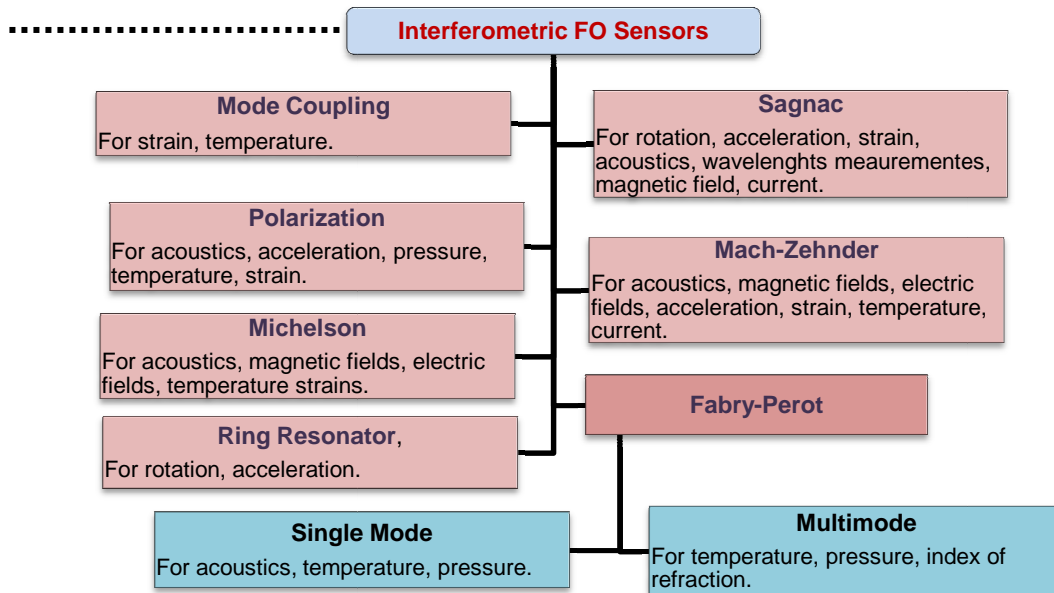 Interferometric FO Sensors
Mode Coupling
For strain, temperature.
Sagnac
For rotation, acceleration, strain,
acoustics, wavelenghts meaurementes,
magnetic field, current.
Polarization
For acoustics, acceleration, pressure,
temperature, strain.
Mach-Zehnder
For acoustics, magnetic fields, electric
fields, acceleration, strain, temperature,
current.
Michelson
For acoustics, magnetic fields, electric
fields, temperature strains.
Fabry-Perot
Ring Resonator,
For rotation, acceleration.
Single Mode
For acoustics, temperature, pressure.
Multimode
For temperature, pressure, index of
refraction.